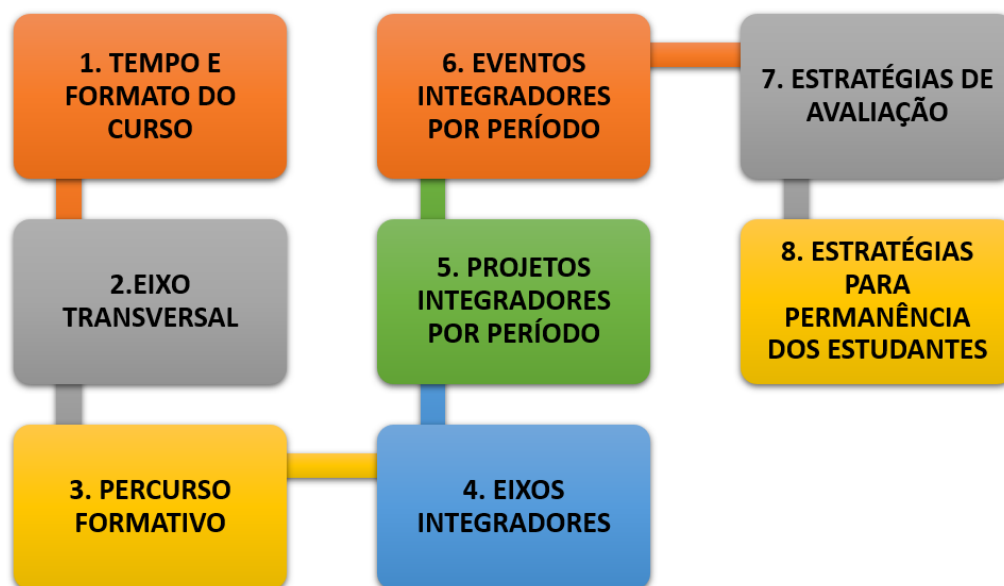 1. TEMPO E
FORMATO DO
CURSO
2.EIXO
TRANSVERSAL
3. PERCURSO
FORMATIVO
4. EIXOS
INTEGRADORES
5. PROJETOS
INTEGRADORES
POR PERÍODO
6. EVENTOS
INTEGRADORES
POR PERÍODO
7. ESTRATÉGIAS DE
AVALIAÇÃO
8. ESTRATÉGIAS
PARA
PERMANÊNCIA
DOS ESTUDANTES